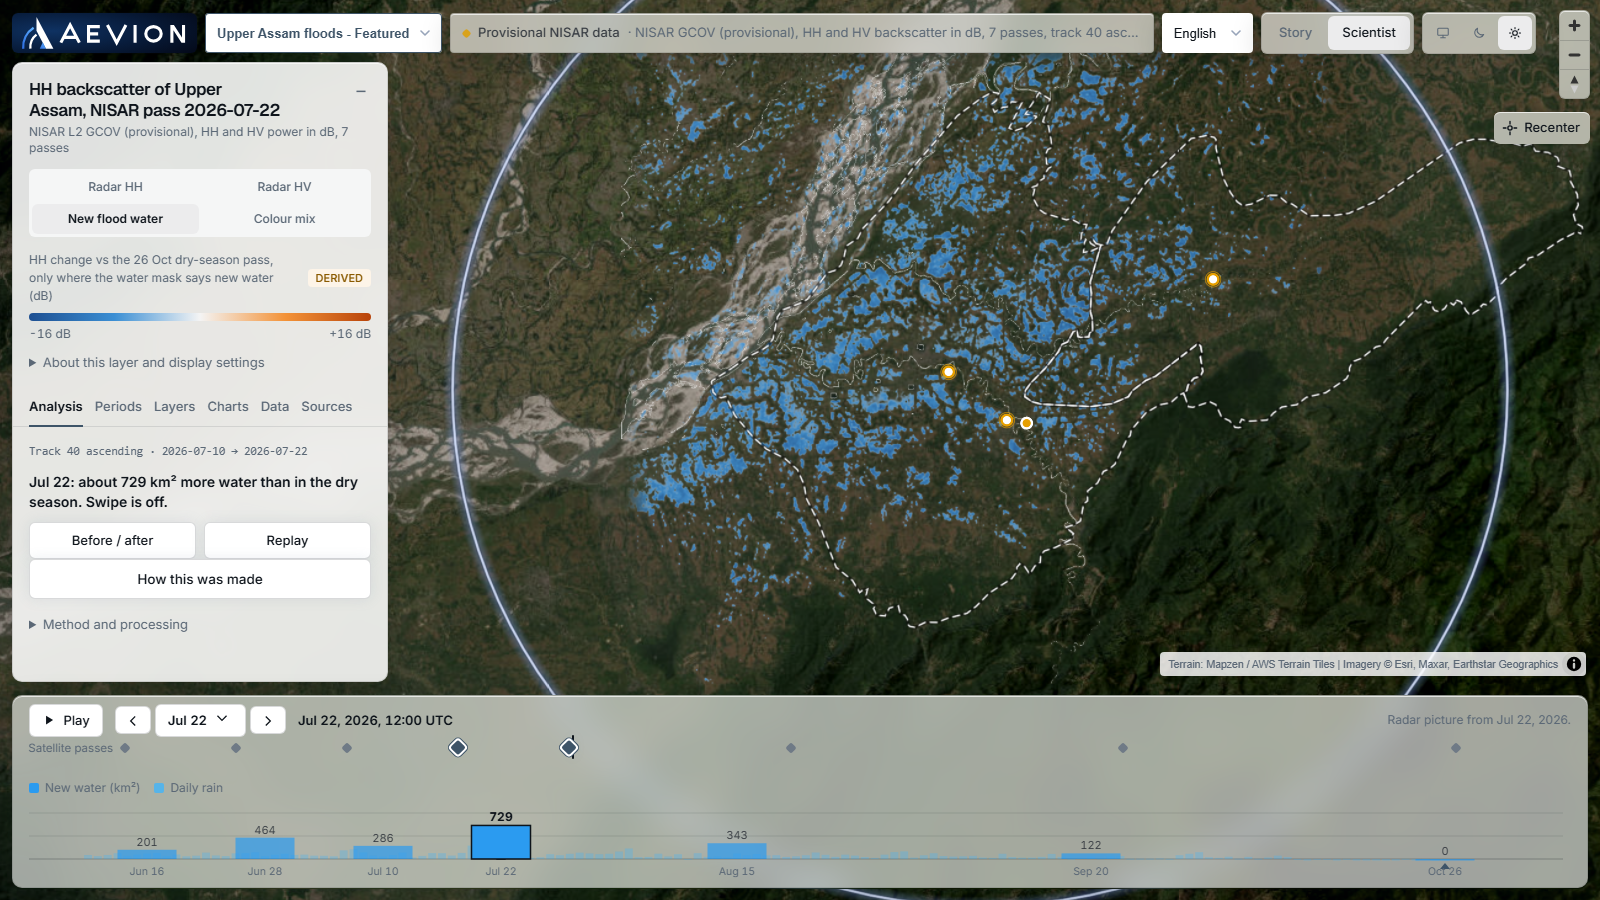 AEVION
Upper Assam floods - Featured
Provisional NISAR data · NISAR GCOV (provisional), HH and HV backscatter in dB, 7 passes, track 40 asc...
English
Story
Scientist
HH backscatter of Upper
Assam, NISAR pass 2026-07-22
NISAR L2 GCOV (provisional), HH and HV power in dB, 7
passes
Radar HH
Radar HV
New flood water
Colour mix
HH change vs the 26 Oct dry-season pass,
only where the water mask says new water
(dB)
DERIVED
-16 dB
+16 dB
About this layer and display settings
Analysis
Periods
Layers
Charts
Data
Sources
Track 40 ascending · 2026-07-10 → 2026-07-22
Jul 22: about 729 km² more water than in the dry
season. Swipe is off.
Before / after
Replay
How this was made
Method and processing
Recenter
Terrain: Mapzen / AWS Terrain Tiles | Imagery © Esri, Maxar, Earthstar Geographics
Play
Jul 22
Jul 22, 2026, 12:00 UTC
Radar picture from Jul 22, 2026.
Satellite passes
New water (km²)
Daily rain
201
464
286
729
343
122
0
Jun 16
Jun 28
Jul 10
Jul 22
Aug 15
Sep 20
Oct 26